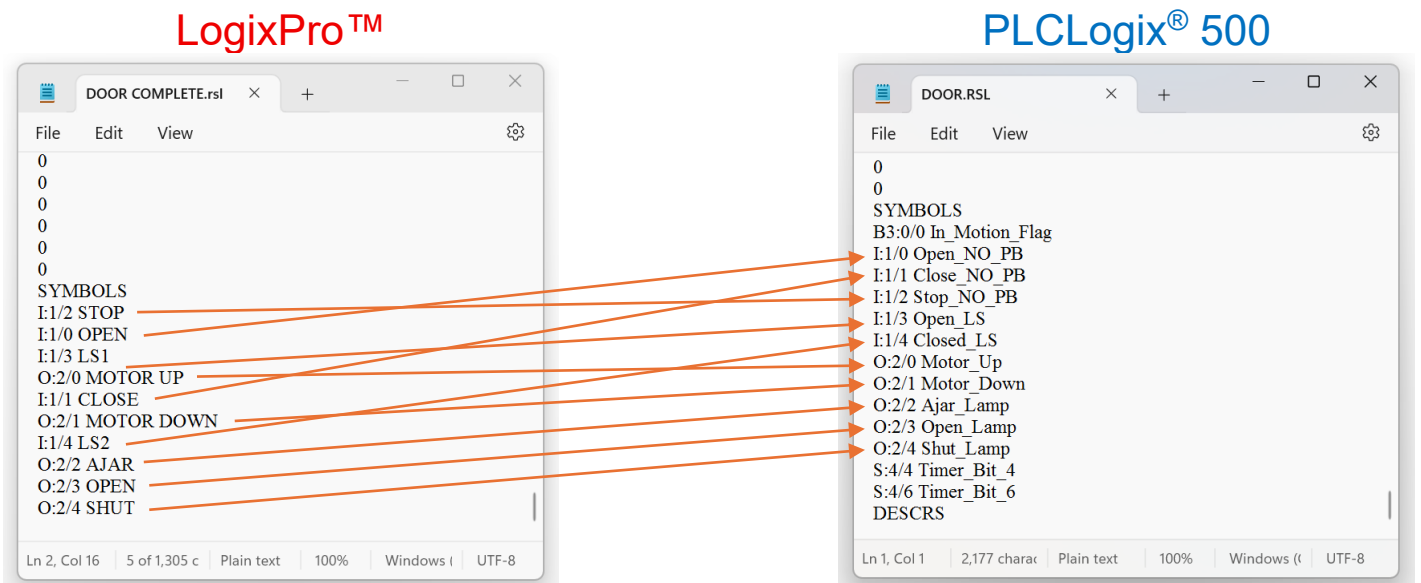 LogixPro™
DOOR COMPLETE.rsl
File Edit View
0
0
0
0
0
0
SYMBOLS
I:1/2 STOP
I:1/0 OPEN
I:1/3 LS1
O:2/0 MOTOR UP
I:1/1 CLOSE
O:2/1 MOTOR DOWN
I:1/4 LS2
O:2/2 AJAR
O:2/3 OPEN
O:2/4 SHUT
Ln 2, Col 16 5 of 1,305 c Plain text 100% Windows ( UTF-8
PLCLogix® 500
DOOR.RSL
File Edit View
0
0
SYMBOLS
B3:0/0 In_Motion_Flag
I:1/0 Open_NO_PB
I:1/1 Close_NO_PB
I:1/2 Stop_NO_PB
I:1/3 Open_LS
I:1/4 Closed_LS
O:2/0 Motor_Up
O:2/1 Motor_Down
O:2/2 Ajar_Lamp
O:2/3 Open_Lamp
O:2/4 Shut_Lamp
S:4/4 Timer_Bit_4
S:4/6 Timer_Bit_6
DESCRS
Ln 1, Col 1 2,177 charac Plain text 100% Windows (( UTF-8